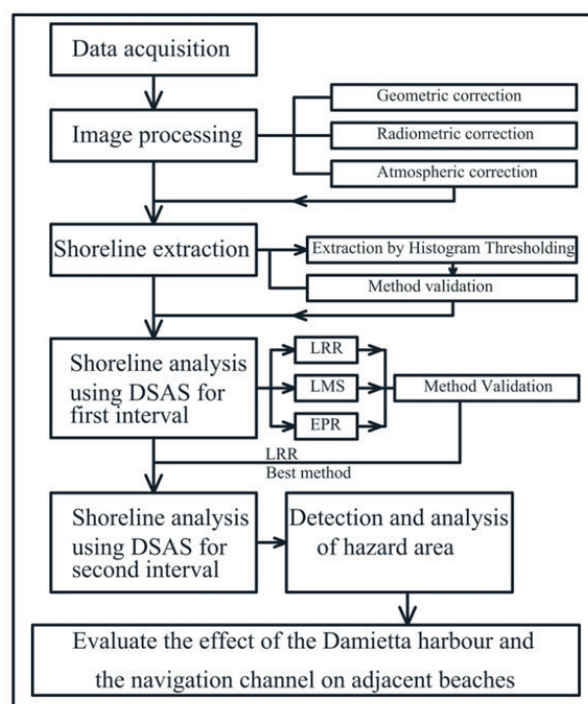 Data acquisition
Image processing
Geometric correction
Radiometric correction
Atmospheric correction
Shoreline extraction
Extraction by Histogram Thresholding
Method validation
Shoreline analysis
using DSAS for
first interval
LRR
LMS
EPR
Method Validation
LRR
Best method
Shoreline analysis
using DSAS for
second interval
Detection and analysis
of hazard area
Evaluate the effect of the Damietta harbour and
the navigation channel on adjacent beaches